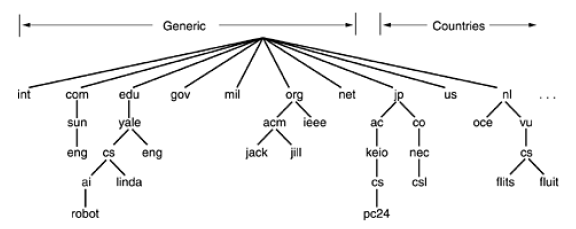 Generic Countries
int com edu gov mil org net jp us nl ...
sun yale acm ieee ac co oce vu
eng cs eng jack jill keio nec cs
ai linda cs csl flits fluit
robot pc24